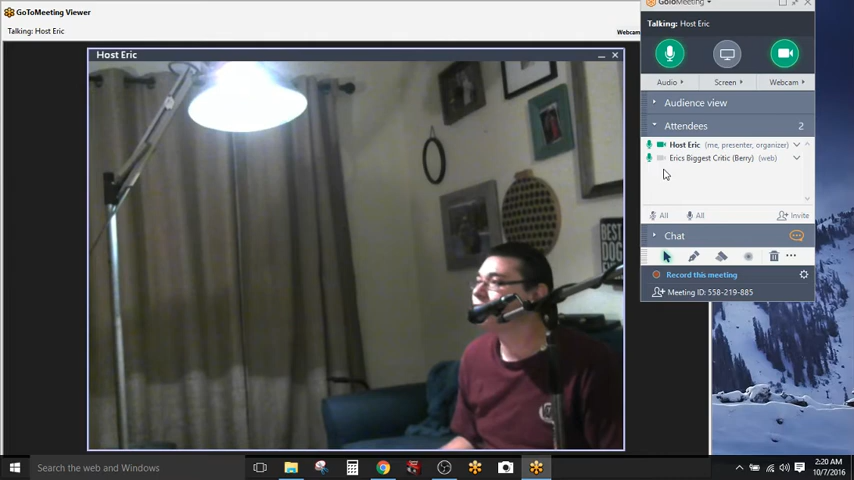 GoToMeeting Viewer
Talking: Host Eric
Webcam
Host Eric
BEST
DOG
GoToMeeting
Talking: Host Eric
Audio
Screen
Webcam
Audience view
Attendees 2
Host Eric (me, presenter, organizer)
Erics Biggest Critic (Berry) (web)
All All Invite
Chat
Record this meeting
Meeting ID: 558-219-885
Search the web and Windows
2:20 AM
10/7/2016